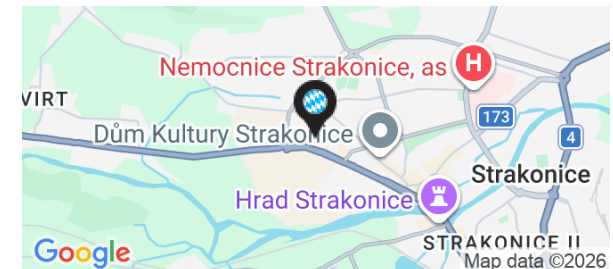 Nemocnice Strakonice, as
H
VIRT
173
Dům Kultury Strakonice
4
Strakonice
Hrad Strakonice
STRAKONICE II
Google
Map data ©2026